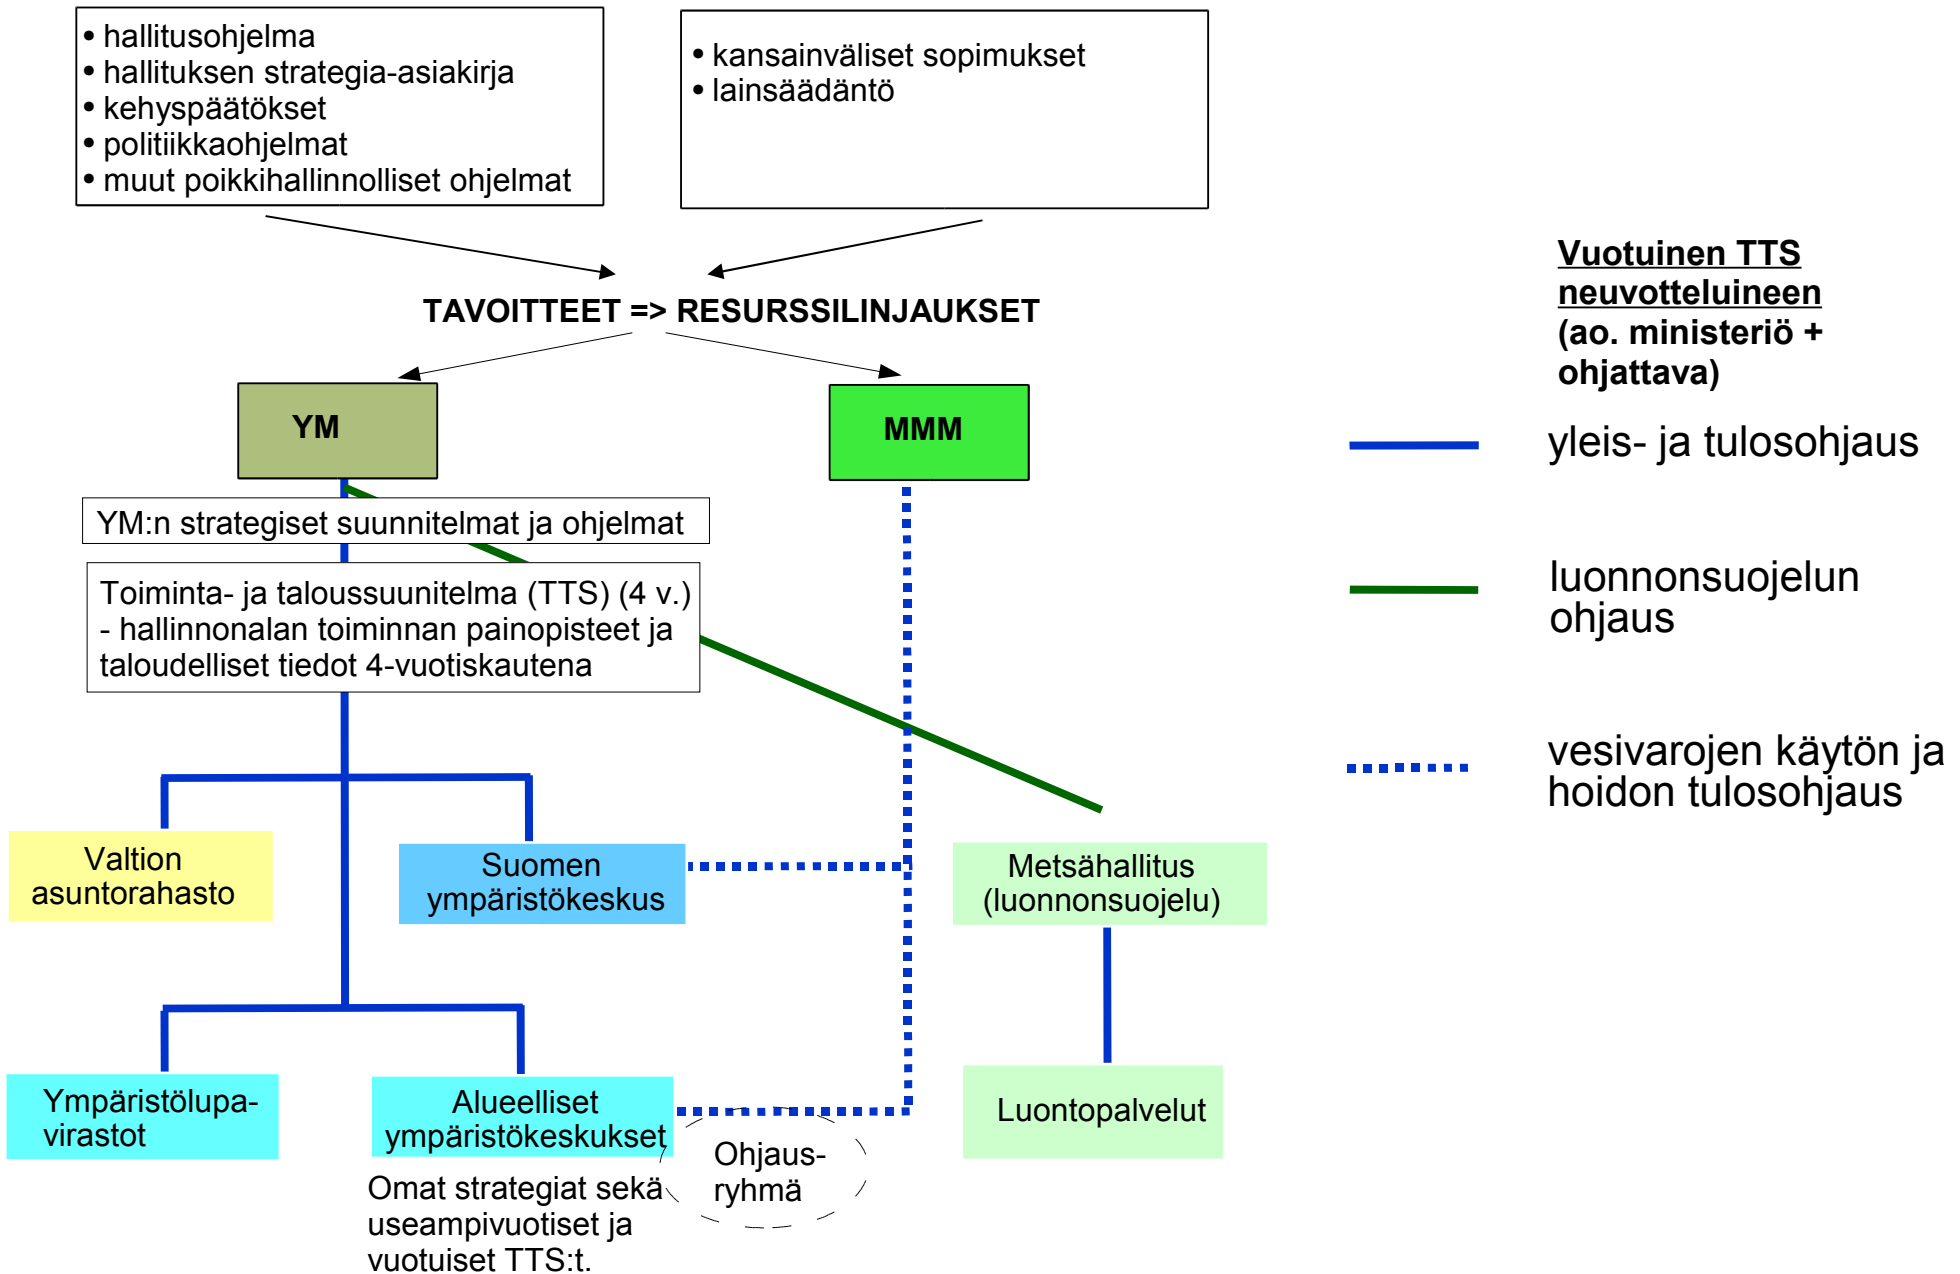 • hallitusohjelma
• hallituksen strategia-asiakirja
• kehyspäätökset
• politiikkaohjelmat
• muut poikkihallinnolliset ohjelmat
• kansainväliset sopimukset
• lainsäädäntö
TAVOITTEET => RESURSSILINJAUKSET
YM
MMM
YM:n strategiset suunnitelmat ja ohjelmat
Toiminta- ja taloussuunitelma (TTS) (4 v.)
- hallinnonalan toiminnan painopisteet ja
taloudelliset tiedot 4-vuotiskautena
Valtion
asuntorahasto
Suomen
ympäristökeskus
Metsähallitus
(luonnonsuojelu)
Ympäristölupa-
virastot
Alueelliset
ympäristökeskukset
Luontopalvelut
Omat strategiat sekä
useampivuotiset ja
vuotuiset TTS:t.
Ohjaus-
ryhmä
Vuotuinen TTS
neuvotteluineen
(ao. ministeriö +
ohjattava)
yleis- ja tulosohjaus
luonnonsuojelun
ohjaus
vesivarojen käytön ja
hoidon tulosohjaus